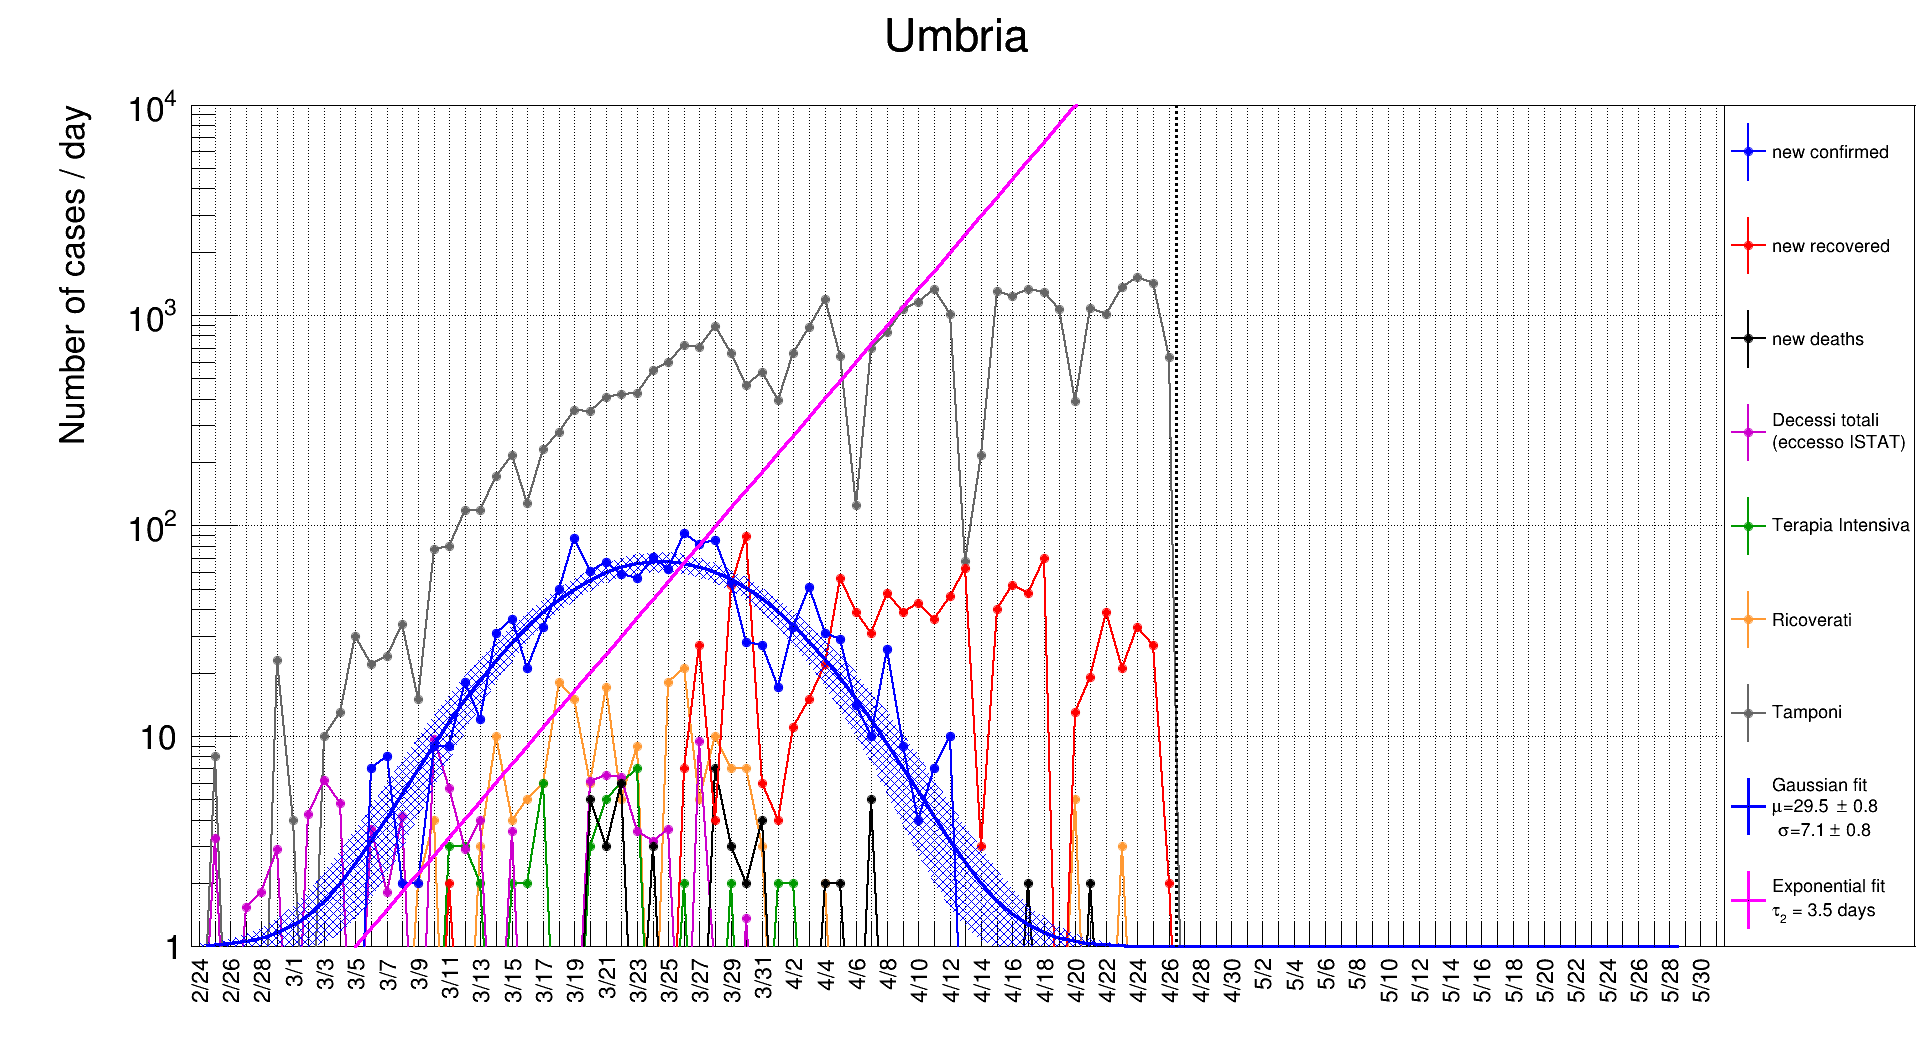 Umbria
Number of cases / day
10⁴
10³
10²
10
1
2/24 2/26 2/28 3/1 3/3 3/5 3/7 3/9 3/11 3/13 3/15 3/17 3/19 3/21 3/23 3/25 3/27 3/29 3/31 4/2 4/4 4/6 4/8 4/10 4/12 4/14 4/16 4/18 4/20 4/22 4/24 4/26 4/28 4/30 5/2 5/4 5/6 5/8 5/10 5/12 5/14 5/16 5/18 5/20 5/22 5/24 5/26 5/28 5/30
new confirmed
new recovered
new deaths
Decessi totali
(eccesso ISTAT)
Terapia Intensiva
Ricoverati
Tamponi
Gaussian fit
μ=29.5 ± 0.8
σ=7.1 ± 0.8
Exponential fit
τ₂ = 3.5 days